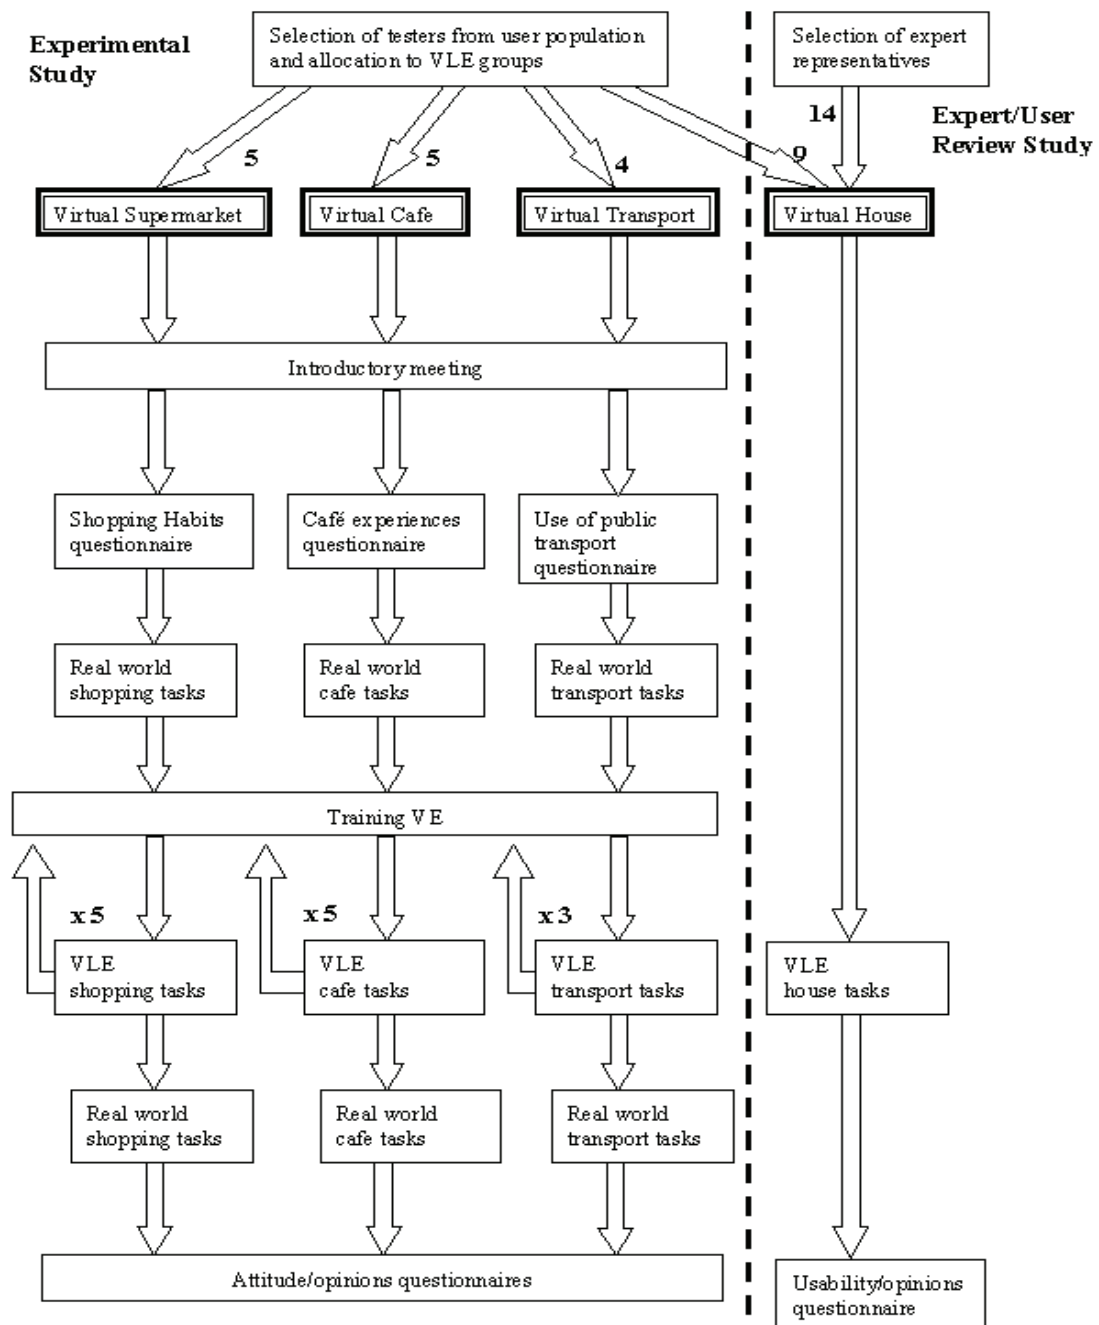 Experimental
Study
Selection of testers from user population
and allocation to VLE groups
Selection of expert
representatives
14
Expert/User
Review Study
5
5
4
9
Virtual Supermarket
Virtual Cafe
Virtual Transport
Virtual House
Introductory meeting
Shopping Habits
questionnaire
Café experiences
questionnaire
Use of public
transport
questionnaire
Real world
shopping tasks
Real world
cafe tasks
Real world
transport tasks
Training VE
x 5
x 5
x 3
VLE
shopping tasks
VLE
cafe tasks
VLE
transport tasks
VLE
house tasks
Real world
shopping tasks
Real world
cafe tasks
Real world
transport tasks
Attitude/opinions questionnaires
Usability/opinions
questionnaire